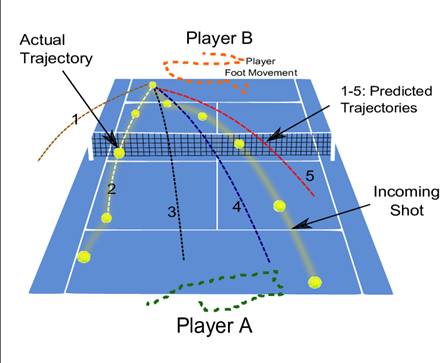 Actual
Trajectory
Player B
Player
Foot Movement
1-5: Predicted
Trajectories
1
2
3
4
5
Incoming
Shot
Player A